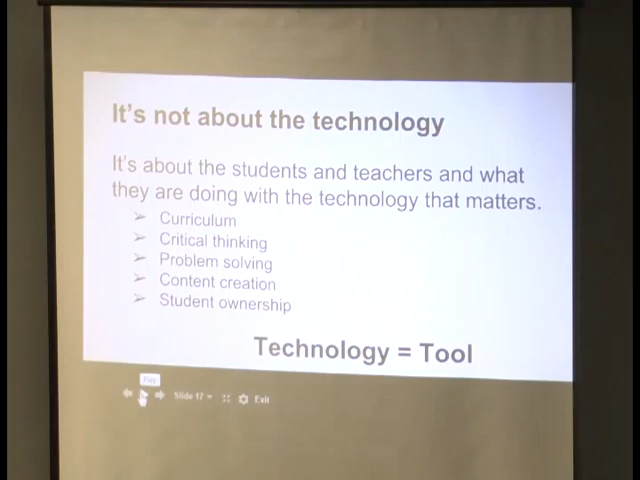 It's not about the technology
It's about the students and teachers and what
they are doing with the technology that matters.
➢ Curriculum
➢ Critical thinking
➢ Problem solving
➢ Content creation
➢ Student ownership
Technology = Tool
Play
Slide 17
Exit